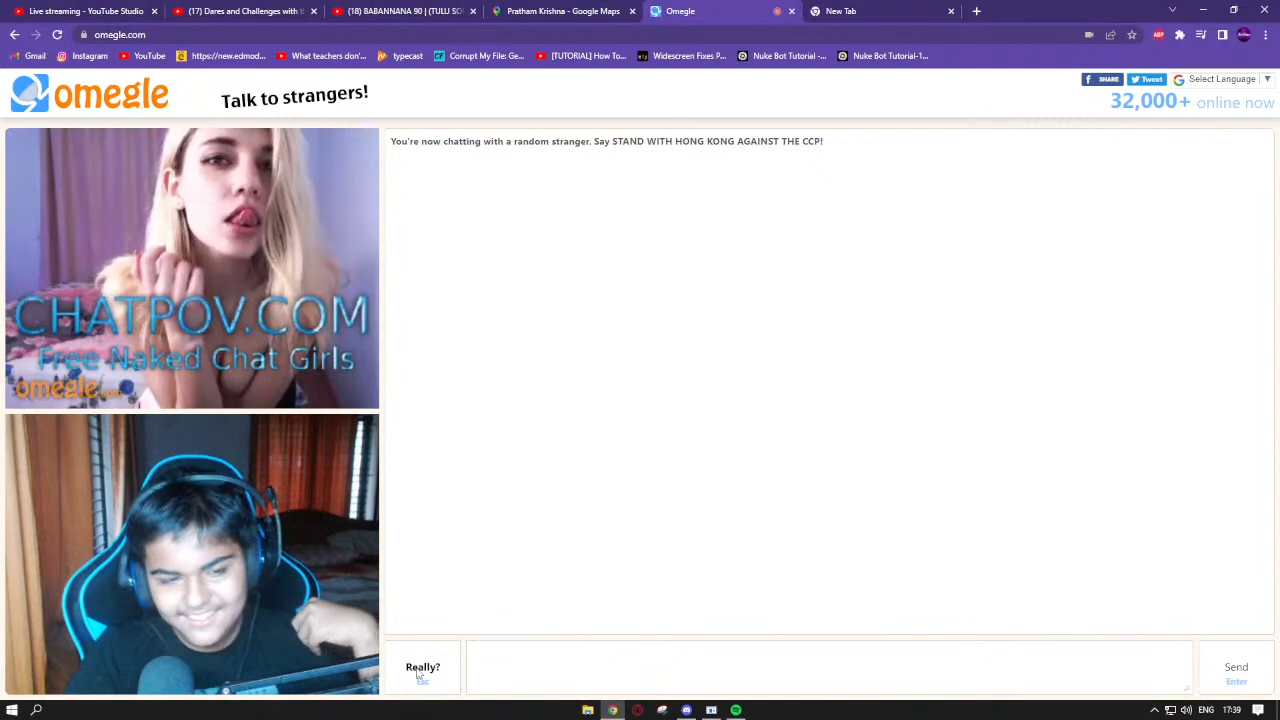 Live streaming - YouTube Studio
(17) Dares and Challenges with t
(18) BABANNANA 90 | (TULU SO
Pratham Krishna - Google Maps
Omegle
New Tab
omegle.com
Gmail
Instagram
YouTube
https://new.edmod...
What teachers don'...
typecast
Corrupt My File: Ge...
[TUTORIAL] How To...
Widescreen Fixes P...
Nuke Bot Tutorial -...
Nuke Bot Tutorial-1...
omegle
Talk to strangers!
SHARE
Tweet
Select Language
32,000+ online now
You're now chatting with a random stranger. Say STAND WITH HONG KONG AGAINST THE CCP!
CHATPOV.COM
Free Naked Chat Girls
omegle.com
Really?
Esc
Send
Enter
ENG
17:39